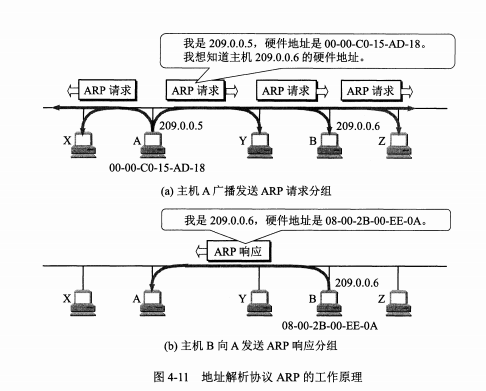 我是 209.0.0.5，硬件地址是 00-00-C0-15-AD-18。
我想知道主机 209.0.0.6 的硬件地址。
ARP 请求
ARP 请求
ARP 请求
ARP 请求
209.0.0.5
209.0.0.6
X
A
Y
B
Z
00-00-C0-15-AD-18
(a) 主机 A 广播发送 ARP 请求分组
我是 209.0.0.6，硬件地址是 08-00-2B-00-EE-0A。
ARP 响应
209.0.0.6
X
A
Y
B
Z
08-00-2B-00-EE-0A
(b) 主机 B 向 A 发送 ARP 响应分组
图 4-11 地址解析协议 ARP 的工作原理